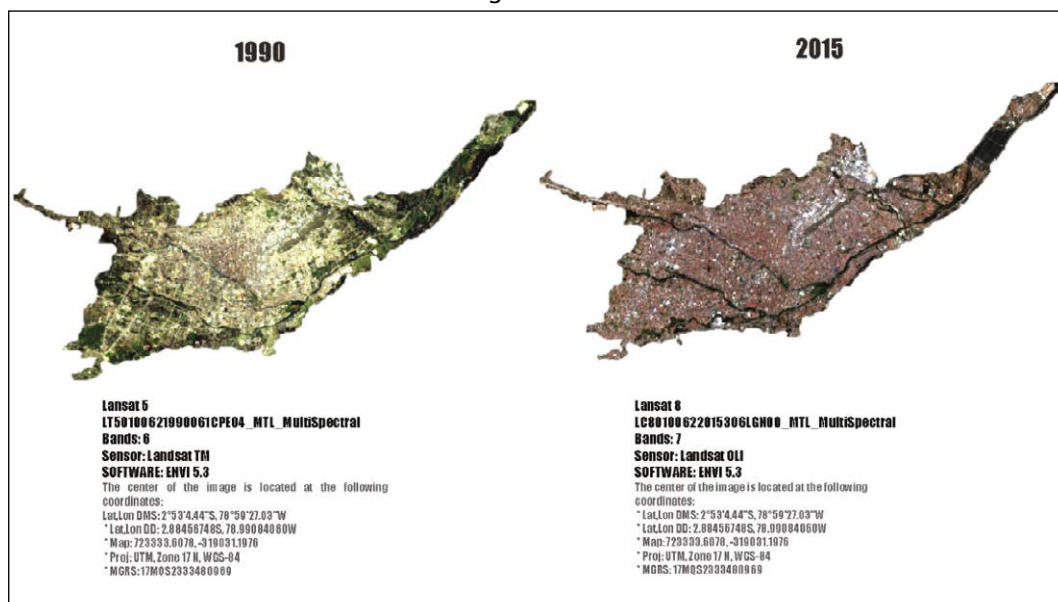 1990
2015
Lansat 5
LT50100621990061CPE04_MTL_MultiSpectral
Bands: 6
Sensor: Landsat TM
SOFTWARE: ENVI 5.3
The center of the image is located at the following
coordinates:
Lat,Lon DMS: 2°53'4.44"S, 78°59'27.03"W
* Lat,Lon DD: 2.88456748S, 78.99084060W
* Map: 723333.6078, -319031.1976
* Proj: UTM, Zone 17 N, WGS-84
* MGRS: 17MQS2333480969
Lansat 8
LC80100622015306LGN00_MTL_MultiSpectral
Bands: 7
Sensor: Landsat OLI
SOFTWARE: ENVI 5.3
The center of the image is located at the following
coordinates:
* Lat,Lon DMS: 2°53'4.44"S, 78°59'27.03"W
* Lat,Lon DD: 2.88456748S, 78.99084060W
* Map: 723333.6078, -319031.1976
* Proj: UTM, Zone 17 N, WGS-84
* MGRS: 17MQS2333480969